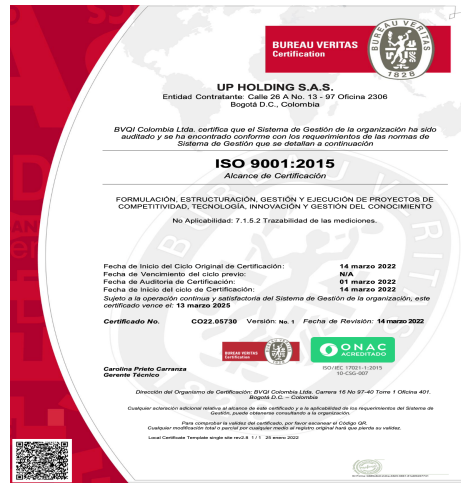 BUREAU VERITAS
Certification
BUREAU VERITAS
1828
UP HOLDING S.A.S.
Entidad Contratante: Calle 26 A No. 13 - 97 Oficina 2306
Bogotá D.C., Colombia
BVQI Colombia Ltda. certifica que el Sistema de Gestión de la organización ha sido
auditado y se ha encontrado conforme con los requerimientos de las normas de
Sistema de Gestión que se detallan a continuación
ISO 9001:2015
Alcance de Certificación
FORMULACIÓN, ESTRUCTURACIÓN, GESTIÓN Y EJECUCIÓN DE PROYECTOS DE
COMPETITIVIDAD, TECNOLOGÍA, INNOVACIÓN Y GESTIÓN DEL CONOCIMIENTO
No Aplicabilidad: 7.1.5.2 Trazabilidad de las mediciones.
Fecha de Inicio del Ciclo Original de Certificación: 14 marzo 2022
Fecha de Vencimiento del ciclo previo: N/A
Fecha de Auditoria de Certificación: 01 marzo 2022
Fecha de Inicio del ciclo de Certificación: 14 marzo 2022
Sujeto a la operación continua y satisfactoria del Sistema de Gestión de la organización, este
certificado vence el: 13 marzo 2025
Certificado No. CO22.05730 Versión: No. 1 Fecha de Revisión: 14 marzo 2022
BUREAU VERITAS
Certification
ONAC
ACREDITADO
ISO/IEC 17021-1:2015
10-CSG-007
Carolina Prieto Carranza
Gerente Técnico
Dirección del Organismo de Certificación: BVQI Colombia Ltda. Carrera 16 No 97-40 Torre 1 Oficina 401.
Bogotá D.C. – Colombia
Cualquier aclaración adicional relativa al alcance de este certificado y a la aplicabilidad de los requerimientos del Sistema de
Gestión, puede obtenerse consultando a la organización.
Para comprobar la validez del certificado, por favor escanear el Código QR.
Cualquier modificación total o parcial por cualquier medio al registro original hará que pierda su validez.
Local Certificate Template single site rev2.8 1 / 1 25 enero 2022